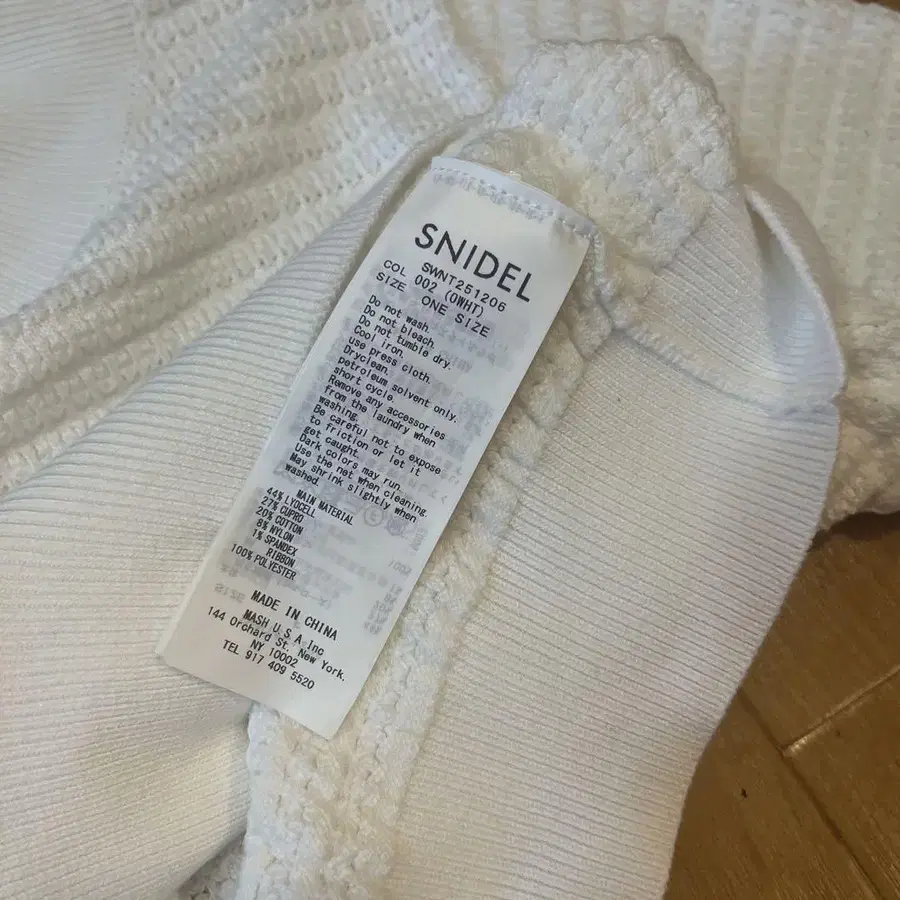 SNIDEL
SWNT251206
COL 002 (OWHT)
SIZE ONE SIZE
Do not wash.
Do not bleach.
Do not tumble dry.
Cool iron.
use press cloth.
Dryclean.
petroleum solvent only.
short cycle.
Remove any accessories
from the laundry when
washing.
Be careful not to expose
to friction or let it
get caught.
Dark colors may run.
Use the net when cleaning.
May shrink slightly when
washed.
MAIN MATERIAL
44% LYOCELL
27% CUPRO
20% COTTON
8% NYLON
1% SPANDEX
RIBBON
100% POLYESTER
MADE IN CHINA
MASH U.S.A Inc
144 Orchard St. New York.
NY 10002
TEL 917 409 5520